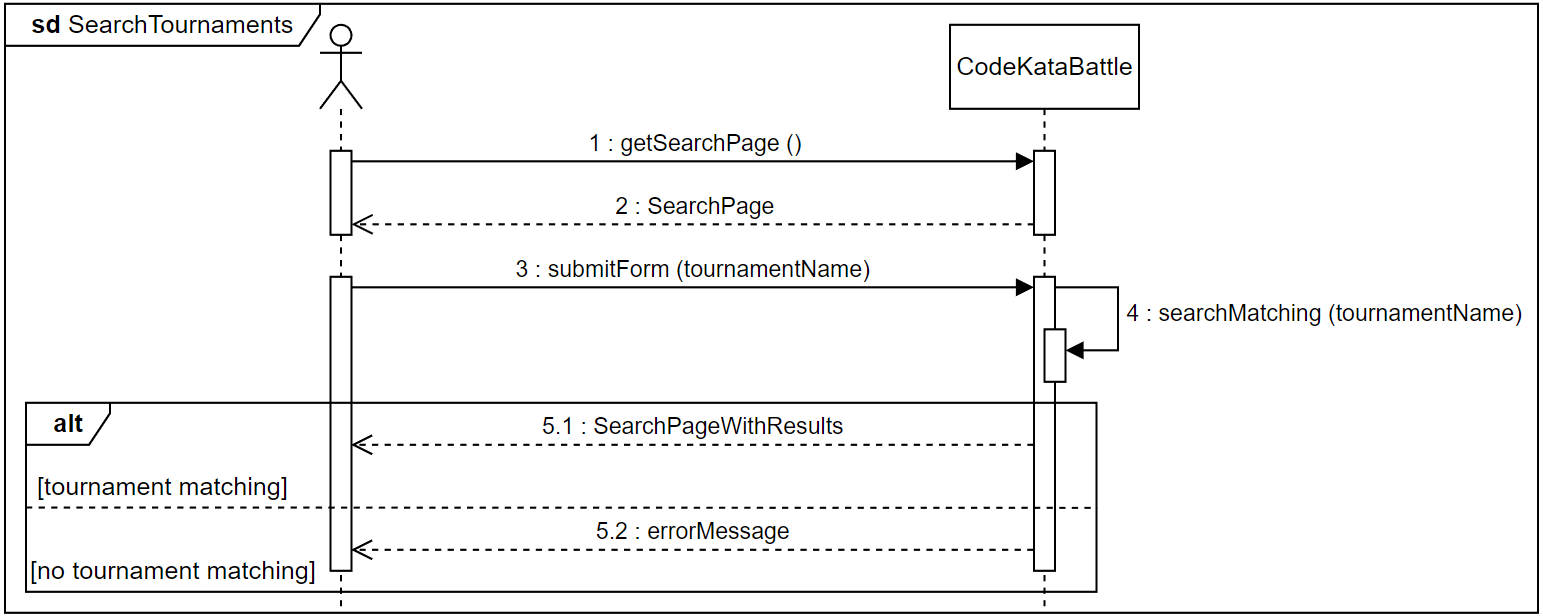 sd SearchTournaments
CodeKataBattle
1 : getSearchPage ()
2 : SearchPage
3 : submitForm (tournamentName)
4 : searchMatching (tournamentName)
alt
5.1 : SearchPageWithResults
[tournament matching]
5.2 : errorMessage
[no tournament matching]